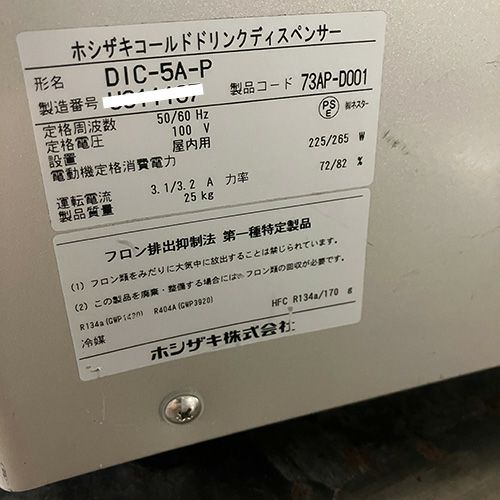 ホシザキコールドドリンクディスペンサー
形名 DIC-5A-P
製造番号
製品コード 73AP-D001
定格周波数 50/60 Hz
定格電圧 100 V
PS E ㈱ネスター
設置 屋内用
電動機定格消費電力 225/265 W
運転電流 3.1/3.2 A 力率 72/82 %
製品質量 25 kg
フロン排出抑制法 第一種特定製品
(1) フロン類をみだりに大気中に放出することは禁じられています。
(2) この製品を廃棄・整備する場合には、フロン類の回収が必要です。
R134a(GWP1430) R404A(GWP3920)
冷媒 HFC R134a/170 g
ホシザキ株式会社